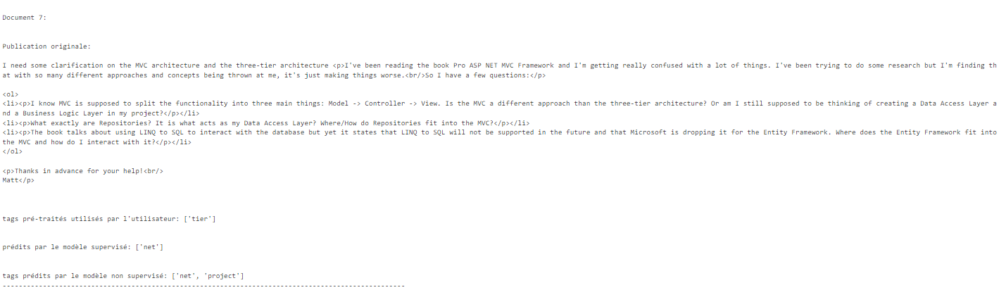 Document 7:
Publication originale:
I need some clarification on the MVC architecture and the three-tier architecture <p>I've been reading the book Pro ASP NET MVC Framework and I'm getting really confused with a lot of things. I've been trying to do some research but I'm finding th
at with so many different approaches and concepts being thrown at me, it's just making things worse.<br/>So I have a few questions:</p>
<ol>
<li><p>I know MVC is supposed to split the functionality into three main things: Model -> Controller -> View. Is the MVC a different approach than the three-tier architecture? Or am I still supposed to be thinking of creating a Data Access Layer a
nd a Business Logic Layer in my project?</p></li>
<li><p>What exactly are Repositories? It is what acts as my Data Access Layer? Where/How do Repositories fit into the MVC?</p></li>
<li><p>The book talks about using LINQ to SQL to interact with the database but yet it states that LINQ to SQL will not be supported in the future and that Microsoft is dropping it for the Entity Framework. Where does the Entity Framework fit into
the MVC and how do I interact with it?</p></li>
</ol>
<p>Thanks in advance for your help!<br/>
Matt</p>
tags pré-traités utilisés par l'utilisateur: ['tier']
prédits par le modèle supervisé: ['net']
tags prédits par le modèle non supervisé: ['net', 'project']
----------------------------------------------------------------------------------------------------